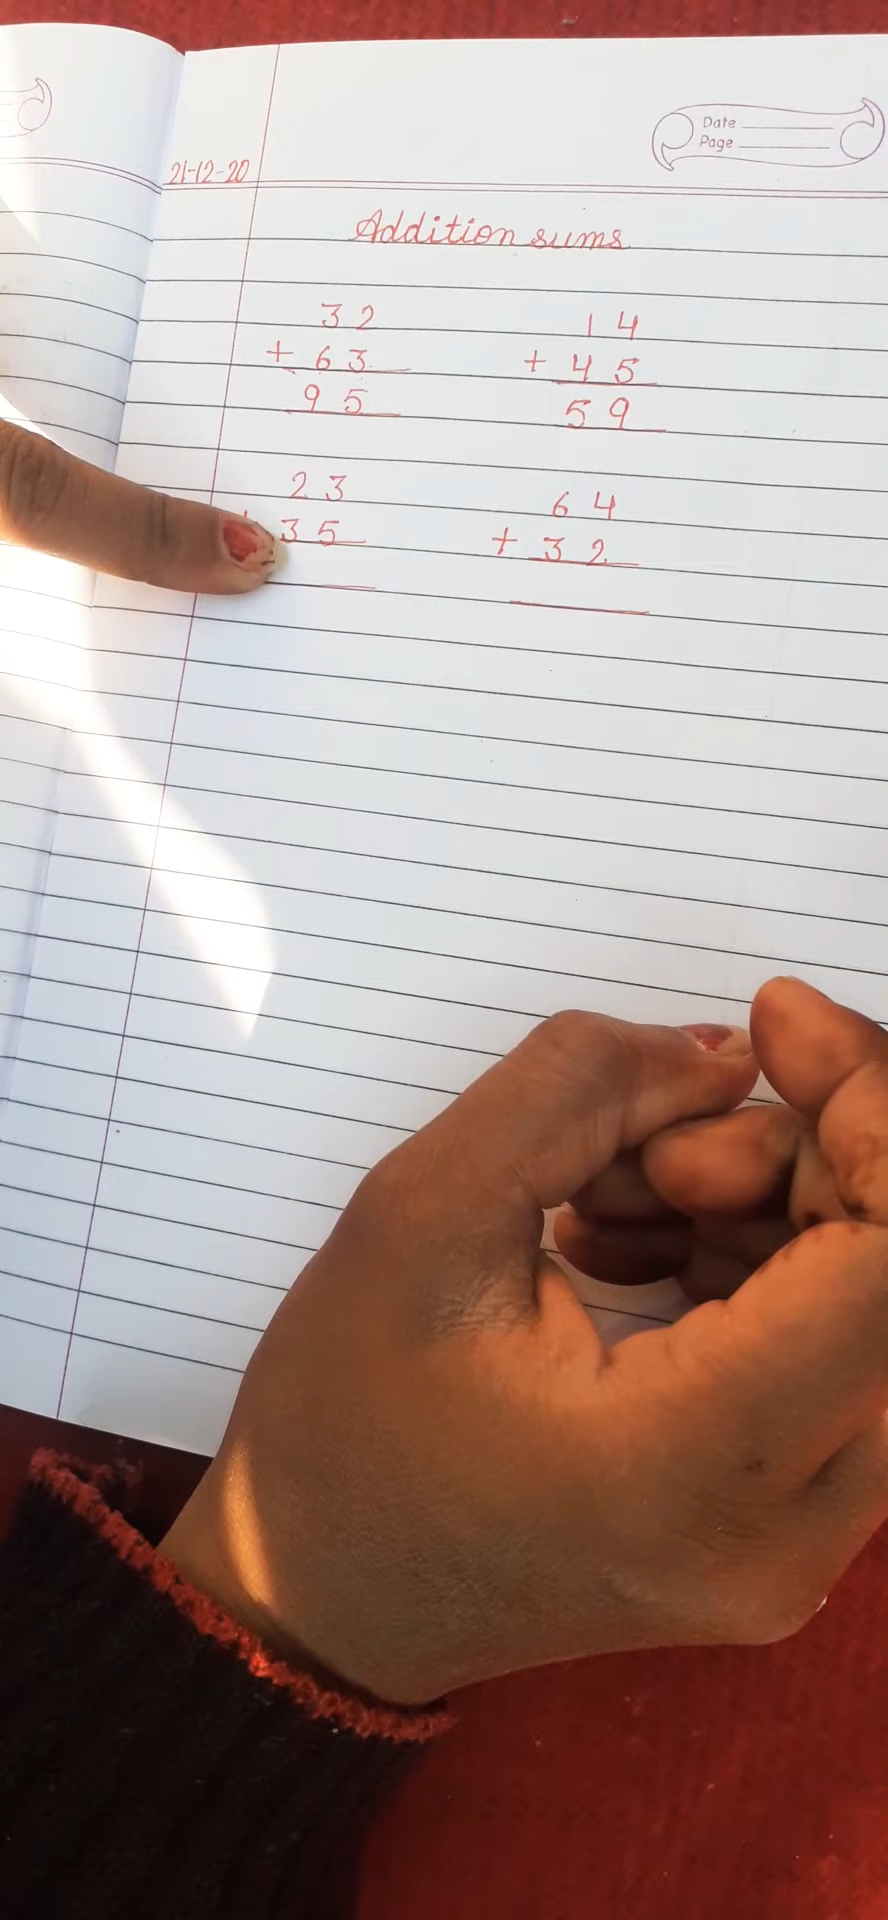 Date
Page
21-12-20
Addition sums
32 14
+ 63 + 45
95 59
23 64
+ 35 + 32